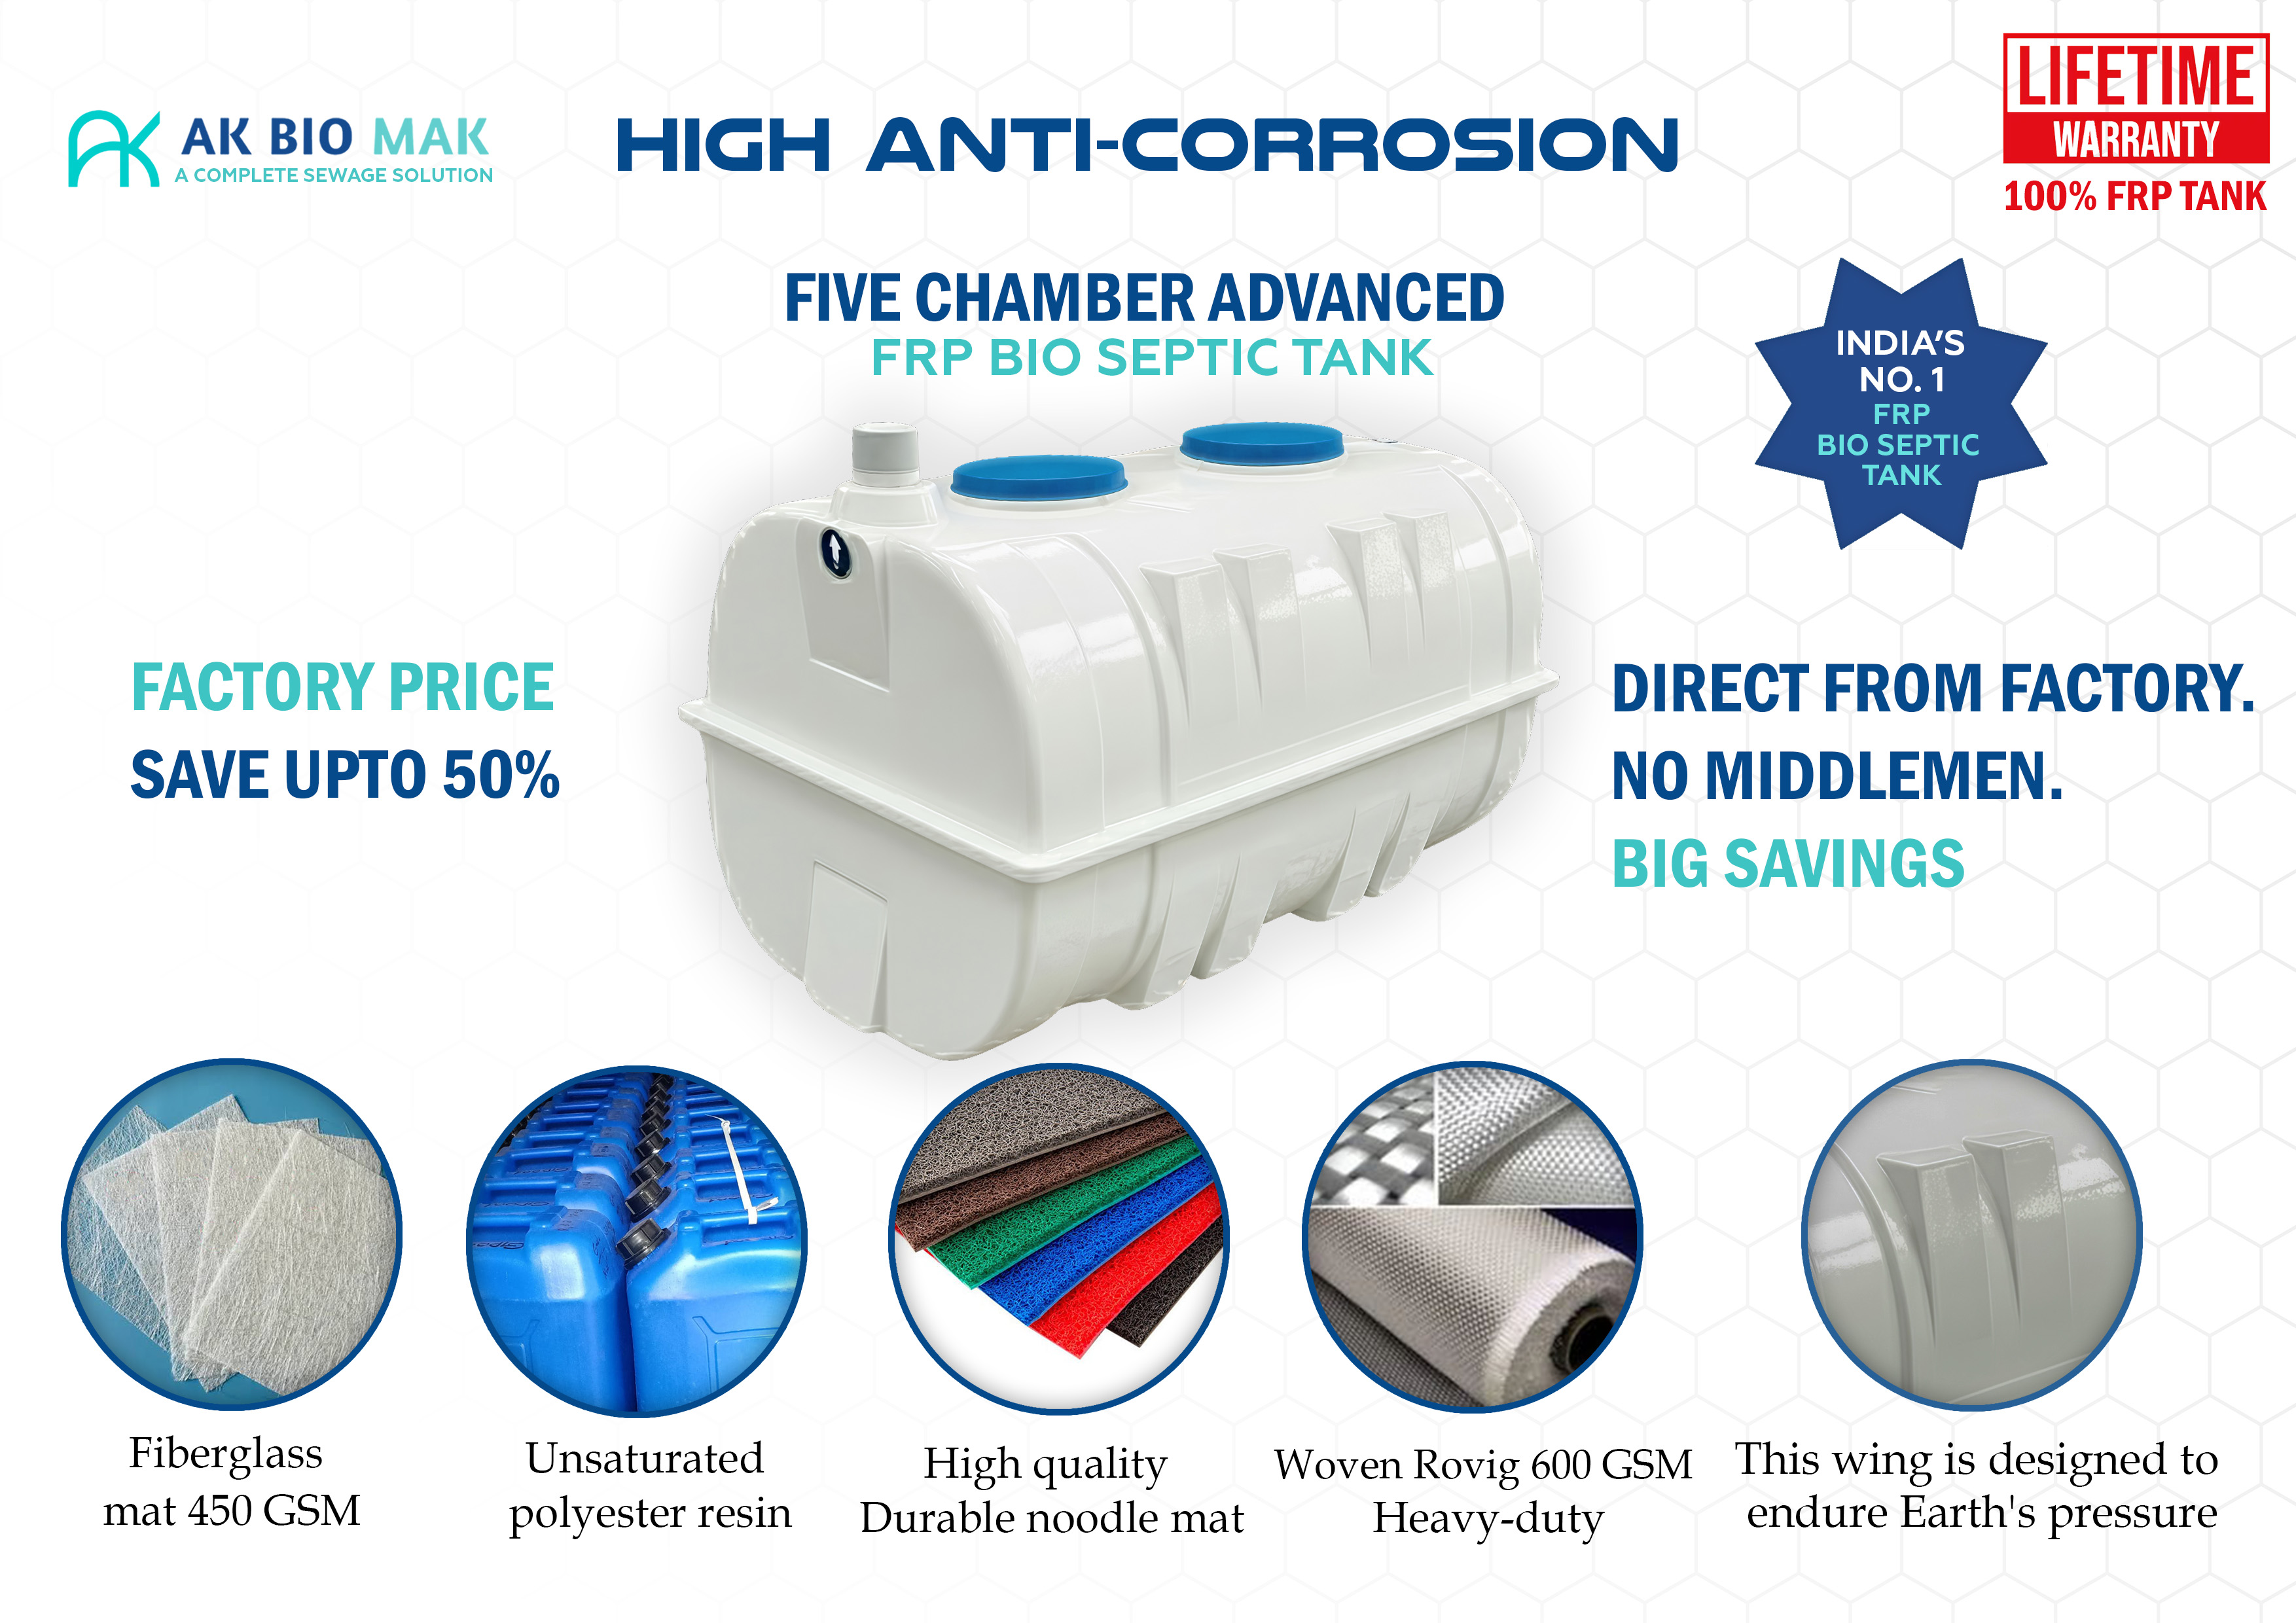 AK BIO MAK
A COMPLETE SEWAGE SOLUTION
HIGH ANTI-CORROSION
LIFETIME
WARRANTY
100% FRP TANK
FIVE CHAMBER ADVANCED
FRP BIO SEPTIC TANK
INDIA'S
NO. 1
FRP
BIO SEPTIC
TANK
FACTORY PRICE
SAVE UPTO 50%
DIRECT FROM FACTORY.
NO MIDDLEMEN.
BIG SAVINGS
Fiberglass
mat 450 GSM
Unsaturated
polyester resin
High quality
Durable noodle mat
Woven Rovig 600 GSM
Heavy-duty
This wing is designed to
endure Earth's pressure